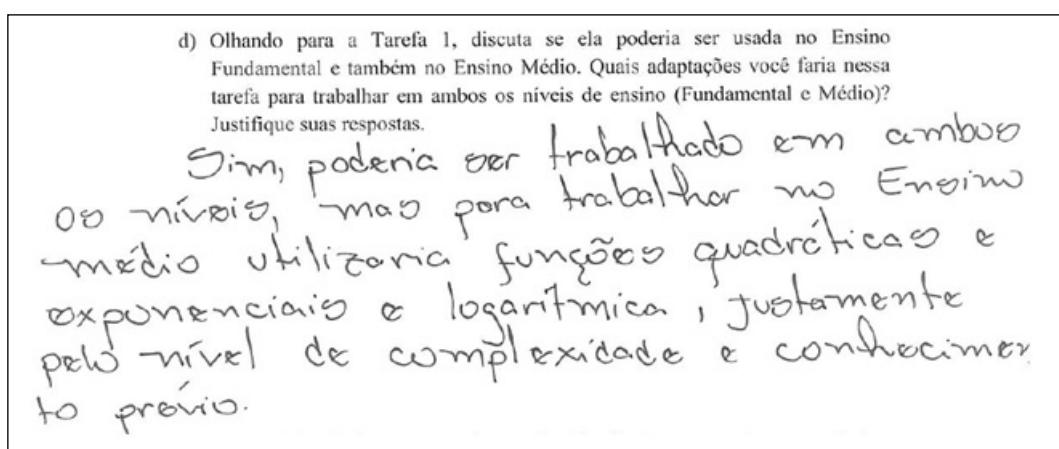 d) Olhando para a Tarefa 1, discuta se ela poderia ser usada no Ensino
Fundamental e também no Ensino Médio. Quais adaptações você faria nessa
tarefa para trabalhar em ambos os níveis de ensino (Fundamental e Médio)?
Justifique suas respostas.
Sim, poderia ser trabalhado em ambos
os níveis, mas para trabalhar no Ensino
médio utilizaria funções quadráticas e
exponenciais e logarítmica, justamente
pelo nível de complexidade e conhecimen
to prévio.